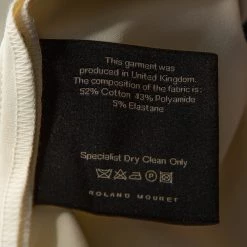 This garment was
produced in United Kingdom.
The composition of the fabric is:
52% Cotton 43% Polyamide
5% Elastane
Specialist Dry Clean Only
P
ROLAND MOURET